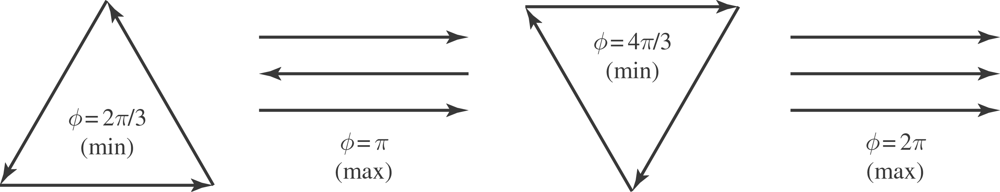 ϕ = 2π/3
(min)
ϕ = π
(max)
ϕ = 4π/3
(min)
ϕ = 2π
(max)